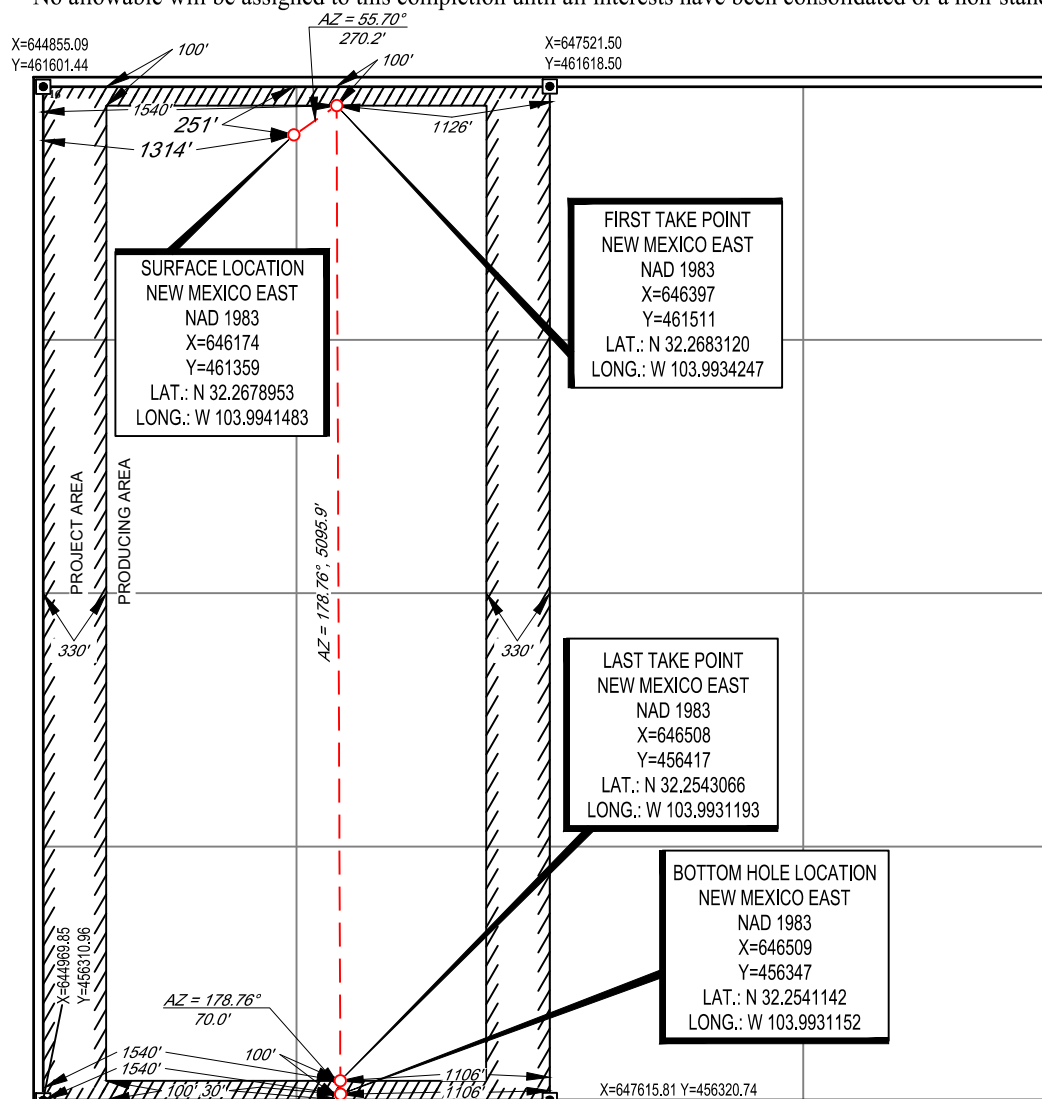 No allowable will be assigned to this completion until all interests have been consolidated or a non-stand
AZ = 55.70°
270.2'
X=644855.09
Y=461601.44
100'
100'
X=647521.50
Y=461618.50
1540'
251'
1314'
1126'
SURFACE LOCATION
NEW MEXICO EAST
NAD 1983
X=646174
Y=461359
LAT.: N 32.2678953
LONG.: W 103.9941483
FIRST TAKE POINT
NEW MEXICO EAST
NAD 1983
X=646397
Y=461511
LAT.: N 32.2683120
LONG.: W 103.9934247
PROJECT AREA
PRODUCING AREA
AZ = 178.76°, 5095.9'
330'
330'
LAST TAKE POINT
NEW MEXICO EAST
NAD 1983
X=646508
Y=456417
LAT.: N 32.2543066
LONG.: W 103.9931193
BOTTOM HOLE LOCATION
NEW MEXICO EAST
NAD 1983
X=646509
Y=456347
LAT.: N 32.2541142
LONG.: W 103.9931152
X=644969.85
Y=456310.96
AZ = 178.76°
70.0'
1540'
100'
1540'
1106'
100'
30'
1106'
X=647615.81 Y=456320.74